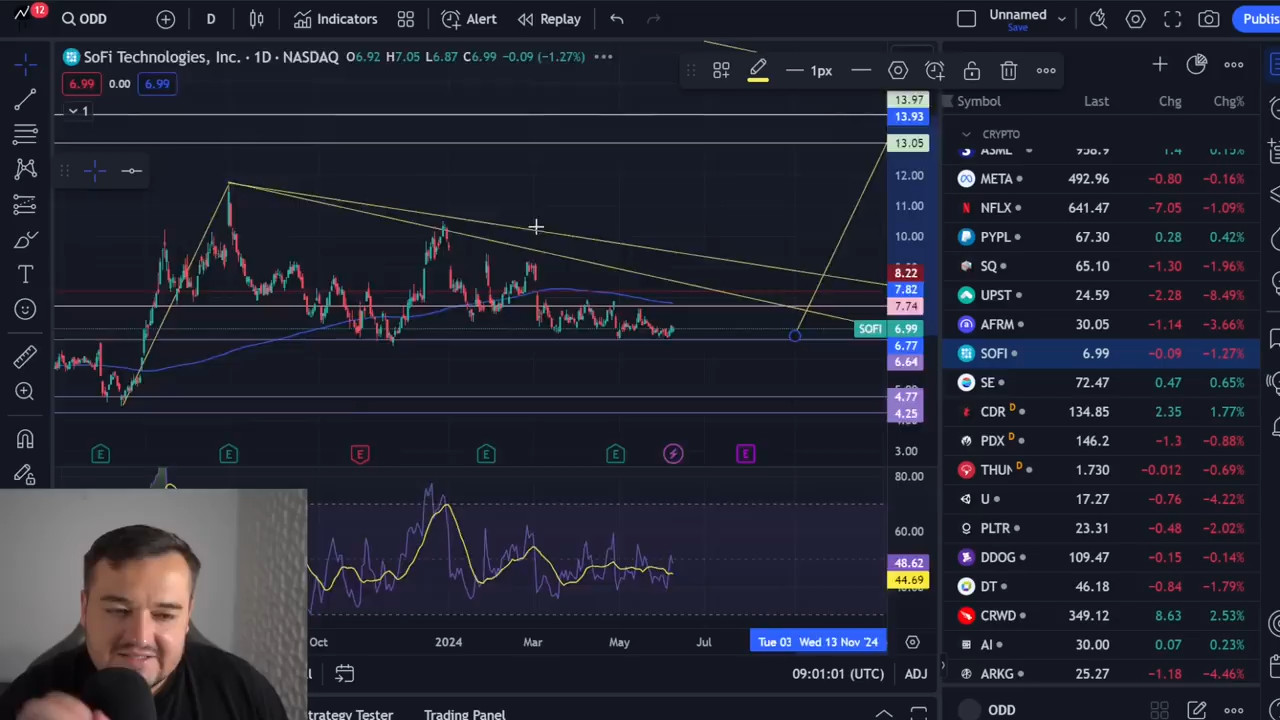 12
ODD
D
Indicators
Alert
Replay
Unnamed
Save
Publis
SoFi Technologies, Inc. · 1D · NASDAQ O6.92 H7.05 L6.87 C6.99 −0.09 (−1.27%)
6.99 0.00 6.99
1
1px
13.97
13.93
13.05
12.00
11.00
10.00
8.22
7.82
7.74
SOFI 6.99
6.77
6.64
4.77
4.25
3.00
80.00
60.00
48.62
44.69
E E E E E E
Oct 2024 Mar May Jul Tue 03 Wed 13 Nov '24
09:01:01 (UTC) ADJ
trategy Tester Trading Panel
Symbol Last Chg Chg%
CRYPTO
ASML 958.9 1.4 0.15%
META 492.96 −0.80 −0.16%
NFLX 641.47 −7.05 −1.09%
PYPL 67.30 0.28 0.42%
SQ 65.10 −1.30 −1.96%
UPST 24.59 −2.28 −8.49%
AFRM 30.05 −1.14 −3.66%
SOFI 6.99 −0.09 −1.27%
SE 72.47 0.47 0.65%
CDR D 134.85 2.35 1.77%
PDX D 146.2 −1.3 −0.88%
THUN D 1.730 −0.012 −0.69%
U 17.27 −0.76 −4.22%
PLTR 23.31 −0.48 −2.02%
DDOG 109.47 −0.15 −0.14%
DT 46.18 −0.84 −1.79%
CRWD 349.12 8.63 2.53%
AI 30.00 0.07 0.23%
ARKG 25.27 −1.18 −4.46%
ODD